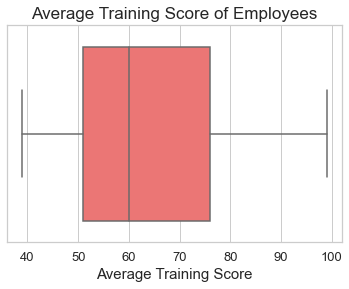 Average Training Score of Employees
40 50 60 70 80 90 100
Average Training Score